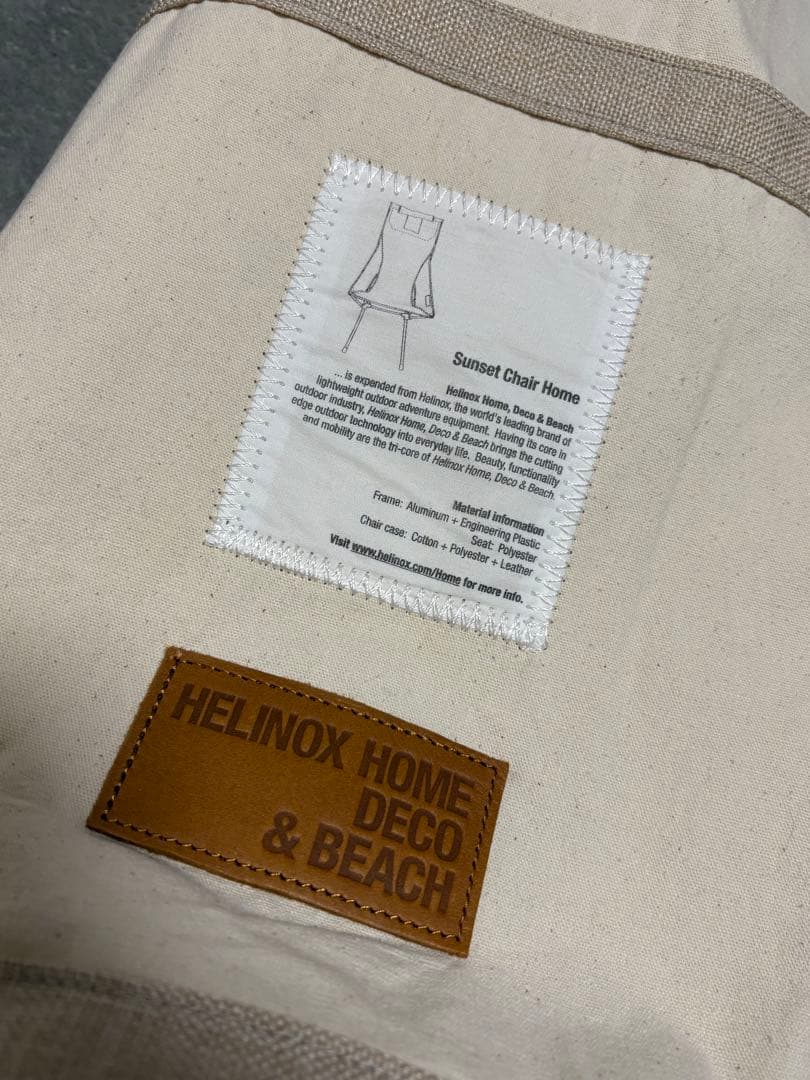 Sunset Chair Home
Helinox Home, Deco & Beach
... is expended from Helinox, the world's leading brand of
lightweight outdoor adventure equipment. Having its core in
outdoor industry, Helinox Home, Deco & Beach brings the cutting
edge outdoor technology into everyday life. Beauty, functionality
and mobility are the tri-core of Helinox Home, Deco & Beach.
Material information
Frame: Aluminum + Engineering Plastic
Seat: Polyester
Chair case: Cotton + Polyester + Leather
Visit www.helinox.com/Home for more info.
HELINOX HOME
DECO
& BEACH